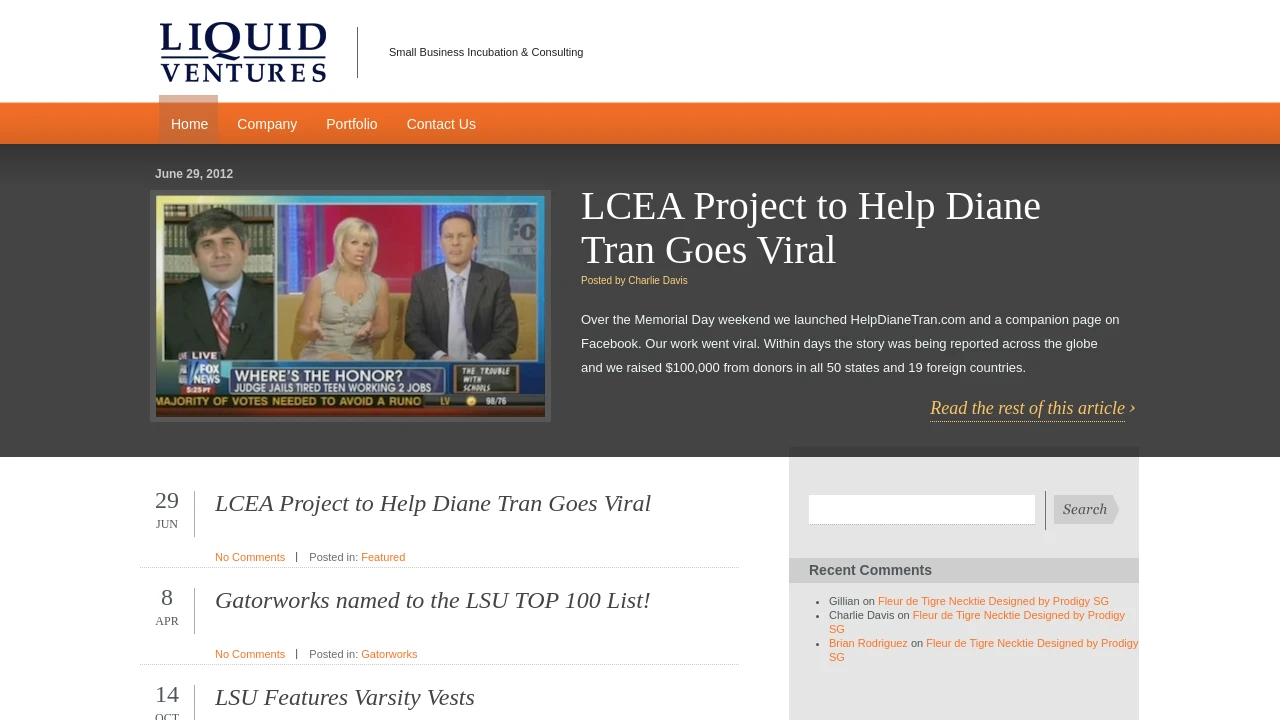 LIQUID
VENTURES
Small Business Incubation & Consulting
Home Company Portfolio Contact Us
June 29, 2012
LIVE
FOX
NEWS
5:25 PT
WHERE'S THE HONOR?
JUDGE JAILS TIRED TEEN WORKING 2 JOBS
THE TROUBLE
WITH
SCHOOLS
MAJORITY OF VOTES NEEDED TO AVOID A RUNO
LV 98/76
LCEA Project to Help Diane
Tran Goes Viral
Posted by Charlie Davis
Over the Memorial Day weekend we launched HelpDianeTran.com and a companion page on
Facebook. Our work went viral. Within days the story was being reported across the globe
and we raised $100,000 from donors in all 50 states and 19 foreign countries.
Read the rest of this article ›
29
JUN
LCEA Project to Help Diane Tran Goes Viral
No Comments | Posted in: Featured
8
APR
Gatorworks named to the LSU TOP 100 List!
No Comments | Posted in: Gatorworks
14
OCT
LSU Features Varsity Vests
Search
Recent Comments
• Gillian on Fleur de Tigre Necktie Designed by Prodigy SG
• Charlie Davis on Fleur de Tigre Necktie Designed by Prodigy
SG
• Brian Rodriguez on Fleur de Tigre Necktie Designed by Prodigy
SG